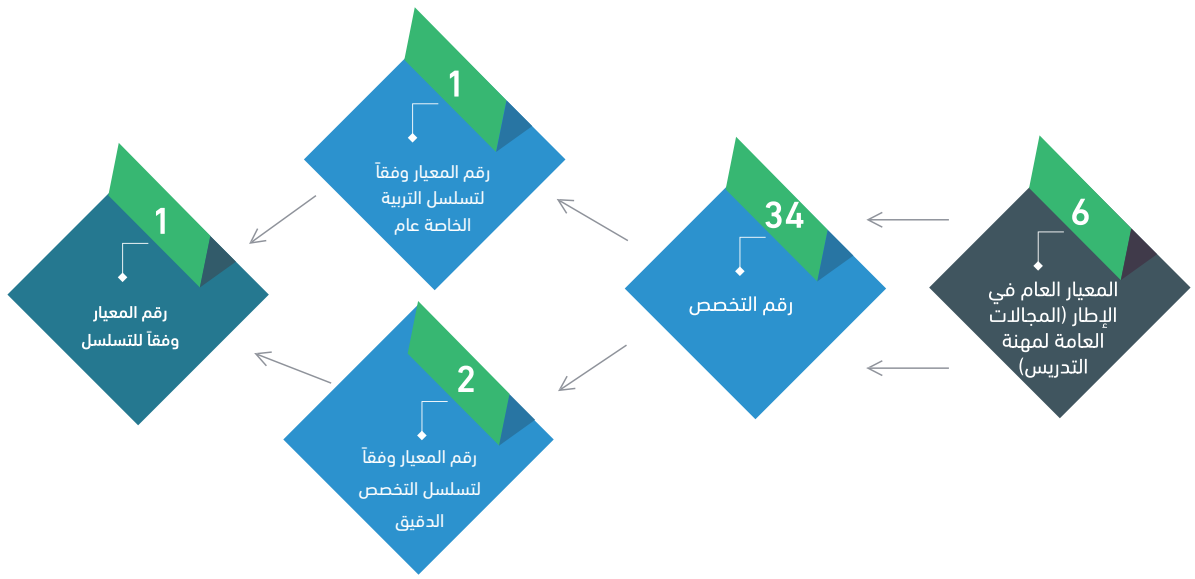 6
المعيار العام في
الإطار (المجالات
العامة لمهنة
التدريس)
34
رقم التخصص
1
رقم المعيار وفقاً
لتسلسل التربية
الخاصة عام
2
رقم المعيار وفقاً
لتسلسل التخصص
الدقيق
1
رقم المعيار
وفقاً للتسلسل